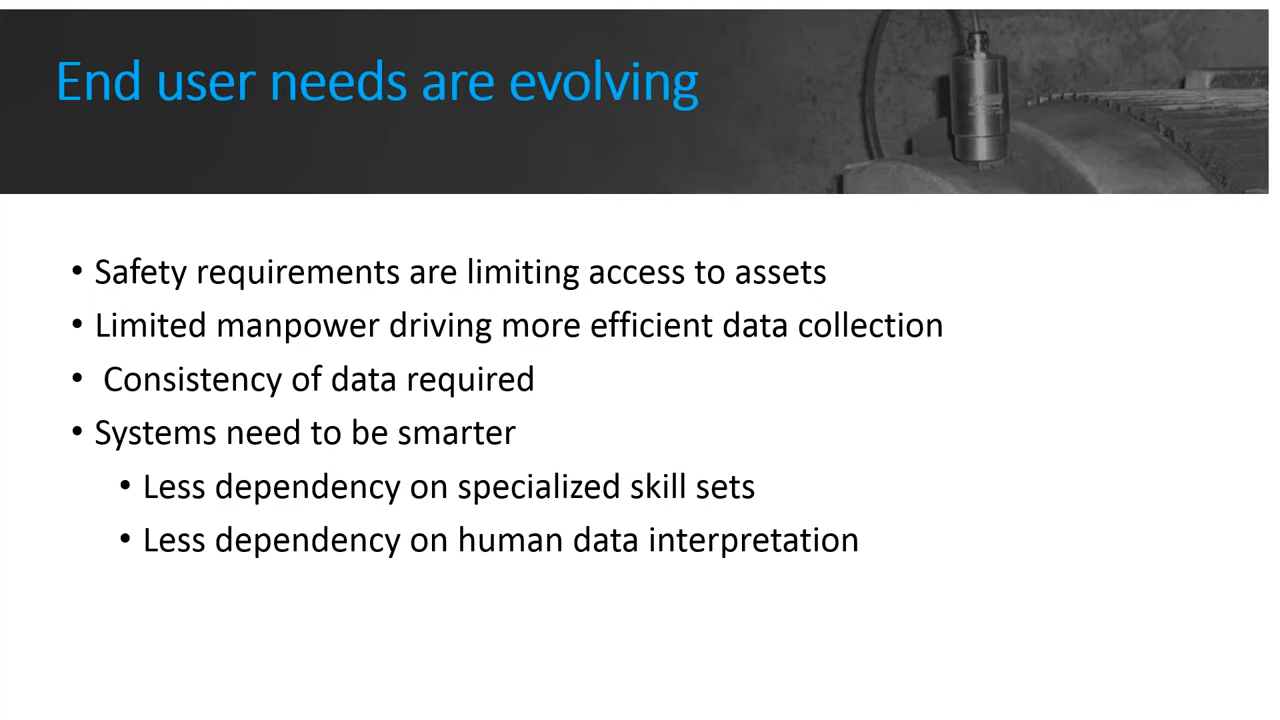 End user needs are evolving
• Safety requirements are limiting access to assets
• Limited manpower driving more efficient data collection
• Consistency of data required
• Systems need to be smarter
• Less dependency on specialized skill sets
• Less dependency on human data interpretation